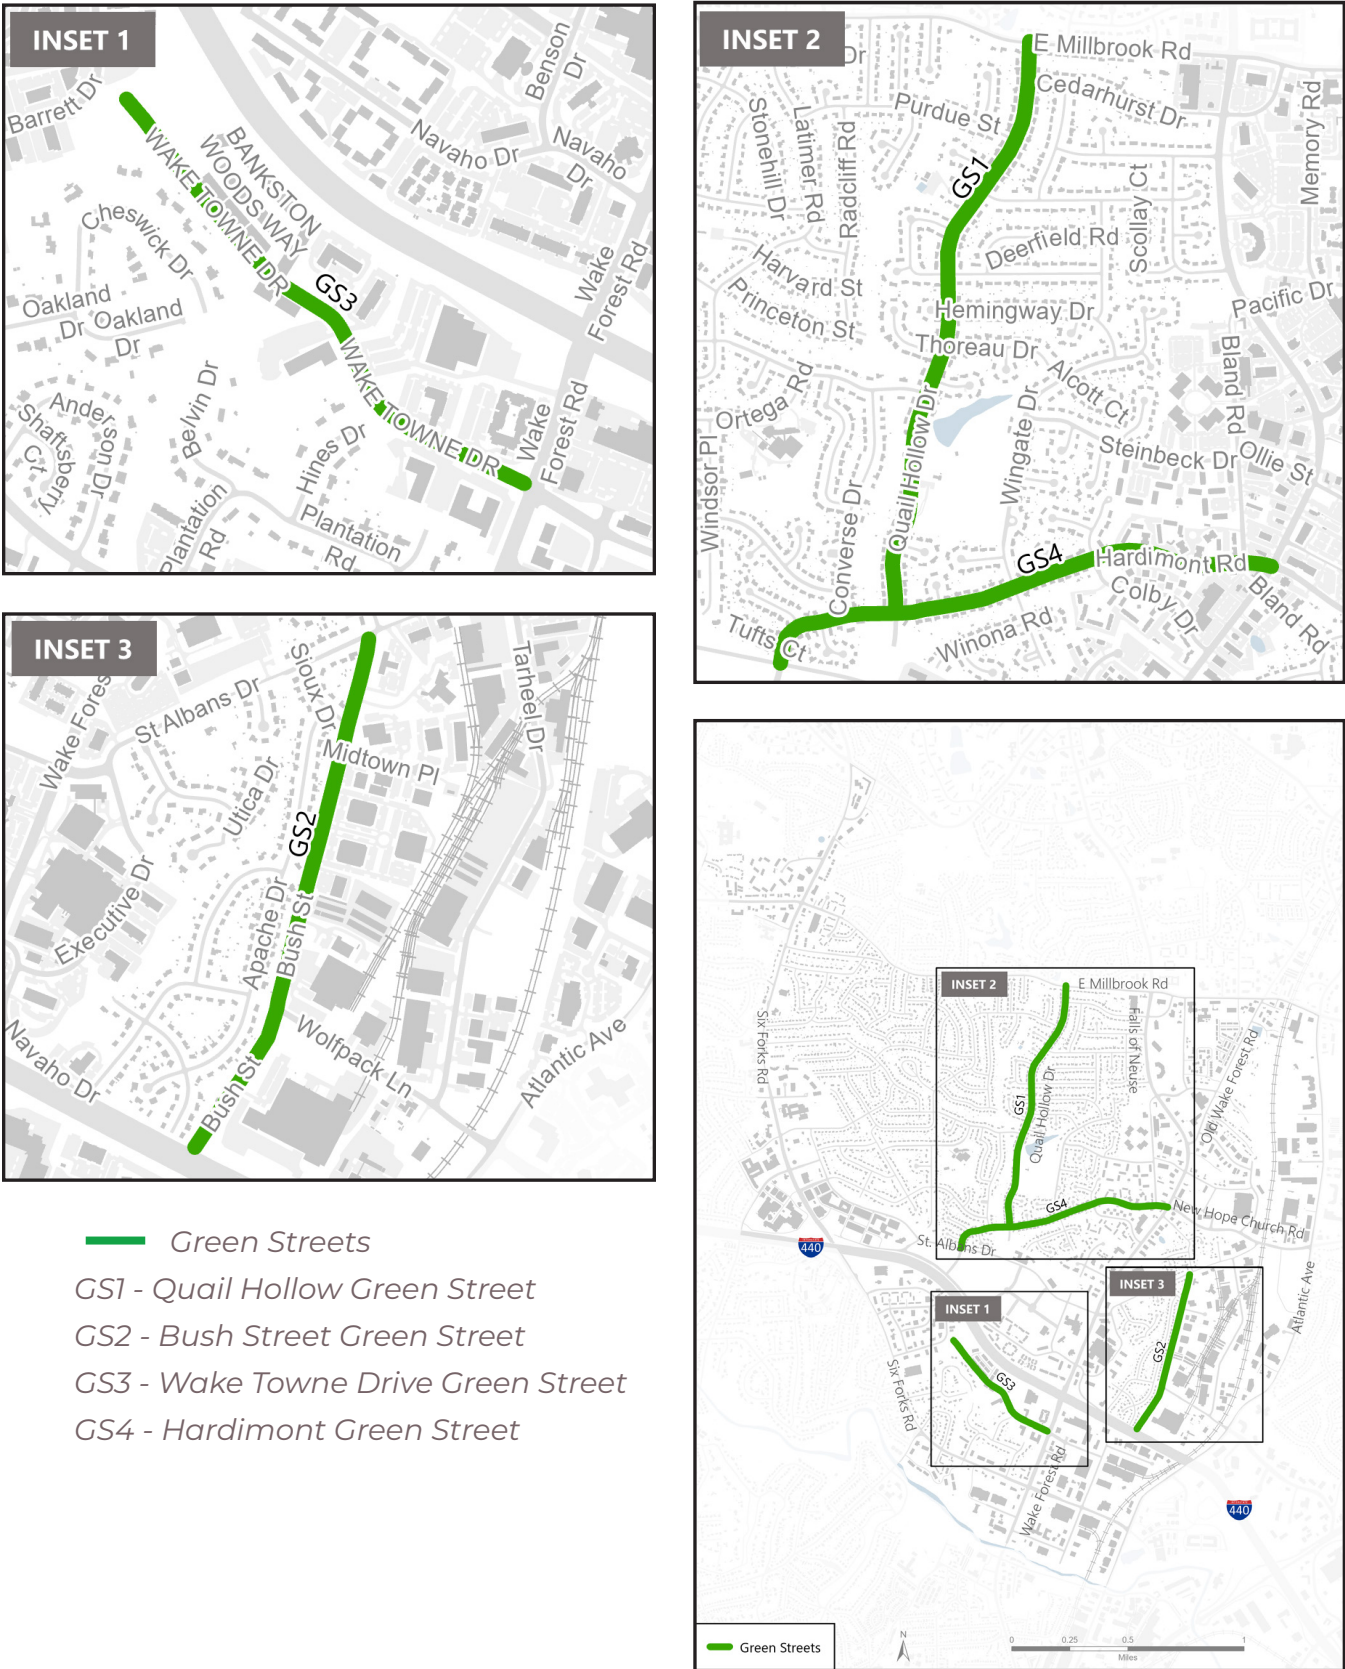 INSET 1
Barrett Dr
WAKE TOWNE DR
BANKSTON
WOODS WAY
Benson
Dr
Navaho Dr
Navaho
Dr
Cheswick Dr
Oakland
Dr
Oakland
Dr
GS3
WAKE TOWNE DR
Wake
Forest Rd
Wake
Forest Rd
Belvin Dr
Hines Dr
Ander
son Dr
Shaftsberry
Ct
Plantation
Rd
Plantation
Rd
WAKE TOWNE DR
INSET 2
Dr
E Millbrook Rd
Cedarhurst Dr
Purdue St
Stonehill Dr
Latimer Rd
Radcliff Rd
GS1
Memory Rd
Scollay Ct
Deerfield Rd
Harvard St
Princeton St
Hemingway Dr
Thoreau Dr
Pacific Dr
Bland Rd
Alcott Ct
Ortega Rd
Windsor Pl
Quail Hollow Dr
Wingate Dr
Steinbeck Dr
Ollie St
Converse Dr
GS4
Hardimont Rd
Colby Dr
Bland Rd
Winona Rd
Tufts Ct
INSET 3
Wake Fores
St Albans Dr
Sioux Dr
Tarheel Dr
Midtown Pl
Utica Dr
GS2
Executive Dr
Apache Dr
Bush St
Wolfpack Ln
Navaho Dr
Bush St
Atlantic Ave
Green Streets
GS1 - Quail Hollow Green Street
GS2 - Bush Street Green Street
GS3 - Wake Towne Drive Green Street
GS4 - Hardimont Green Street
INSET 2
E Millbrook Rd
Six Forks Rd
Falls of Neuse
Old Wake Forest Rd
GS1
Quail Hollow Dr
GS4
New Hope Church Rd
St. Albans Dr
440
INSET 3
INSET 1
Atlantic Ave
GS2
GS3
Six Forks Rd
Wake Forest Rd
440
Green Streets
N
0 0.25 0.5 1
Miles